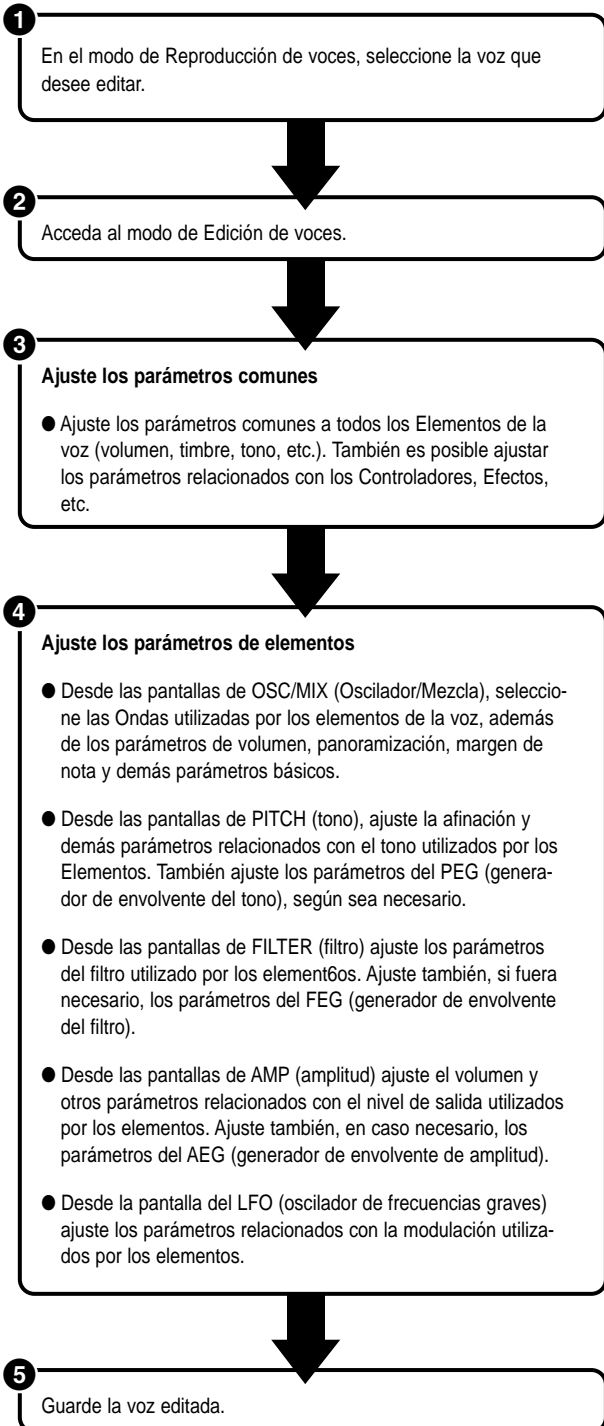 1
En el modo de Reproducción de voces, seleccione la voz que
desee editar.
2
Acceda al modo de Edición de voces.
3
Ajuste los parámetros comunes
● Ajuste los parámetros comunes a todos los Elementos de la
voz (volumen, timbre, tono, etc.). También es posible ajustar
los parámetros relacionados con los Controladores, Efectos,
etc.
4
Ajuste los parámetros de elementos
● Desde las pantallas de OSC/MIX (Oscilador/Mezcla), seleccio-
ne las Ondas utilizadas por los elementos de la voz, además
de los parámetros de volumen, panoramización, margen de
nota y demás parámetros básicos.
● Desde las pantallas de PITCH (tono), ajuste la afinación y
demás parámetros relacionados con el tono utilizados por los
Elementos. También ajuste los parámetros del PEG (genera-
dor de envolvente del tono), según sea necesario.
● Desde las pantallas de FILTER (filtro) ajuste los parámetros
del filtro utilizado por los element6os. Ajuste también, si fuera
necesario, los parámetros del FEG (generador de envolvente
del filtro).
● Desde las pantallas de AMP (amplitud) ajuste el volumen y
otros parámetros relacionados con el nivel de salida utilizados
por los elementos. Ajuste también, en caso necesario, los
parámetros del AEG (generador de envolvente de amplitud).
● Desde la pantalla del LFO (oscilador de frecuencias graves)
ajuste los parámetros relacionados con la modulación utiliza-
dos por los elementos.
5
Guarde la voz editada.